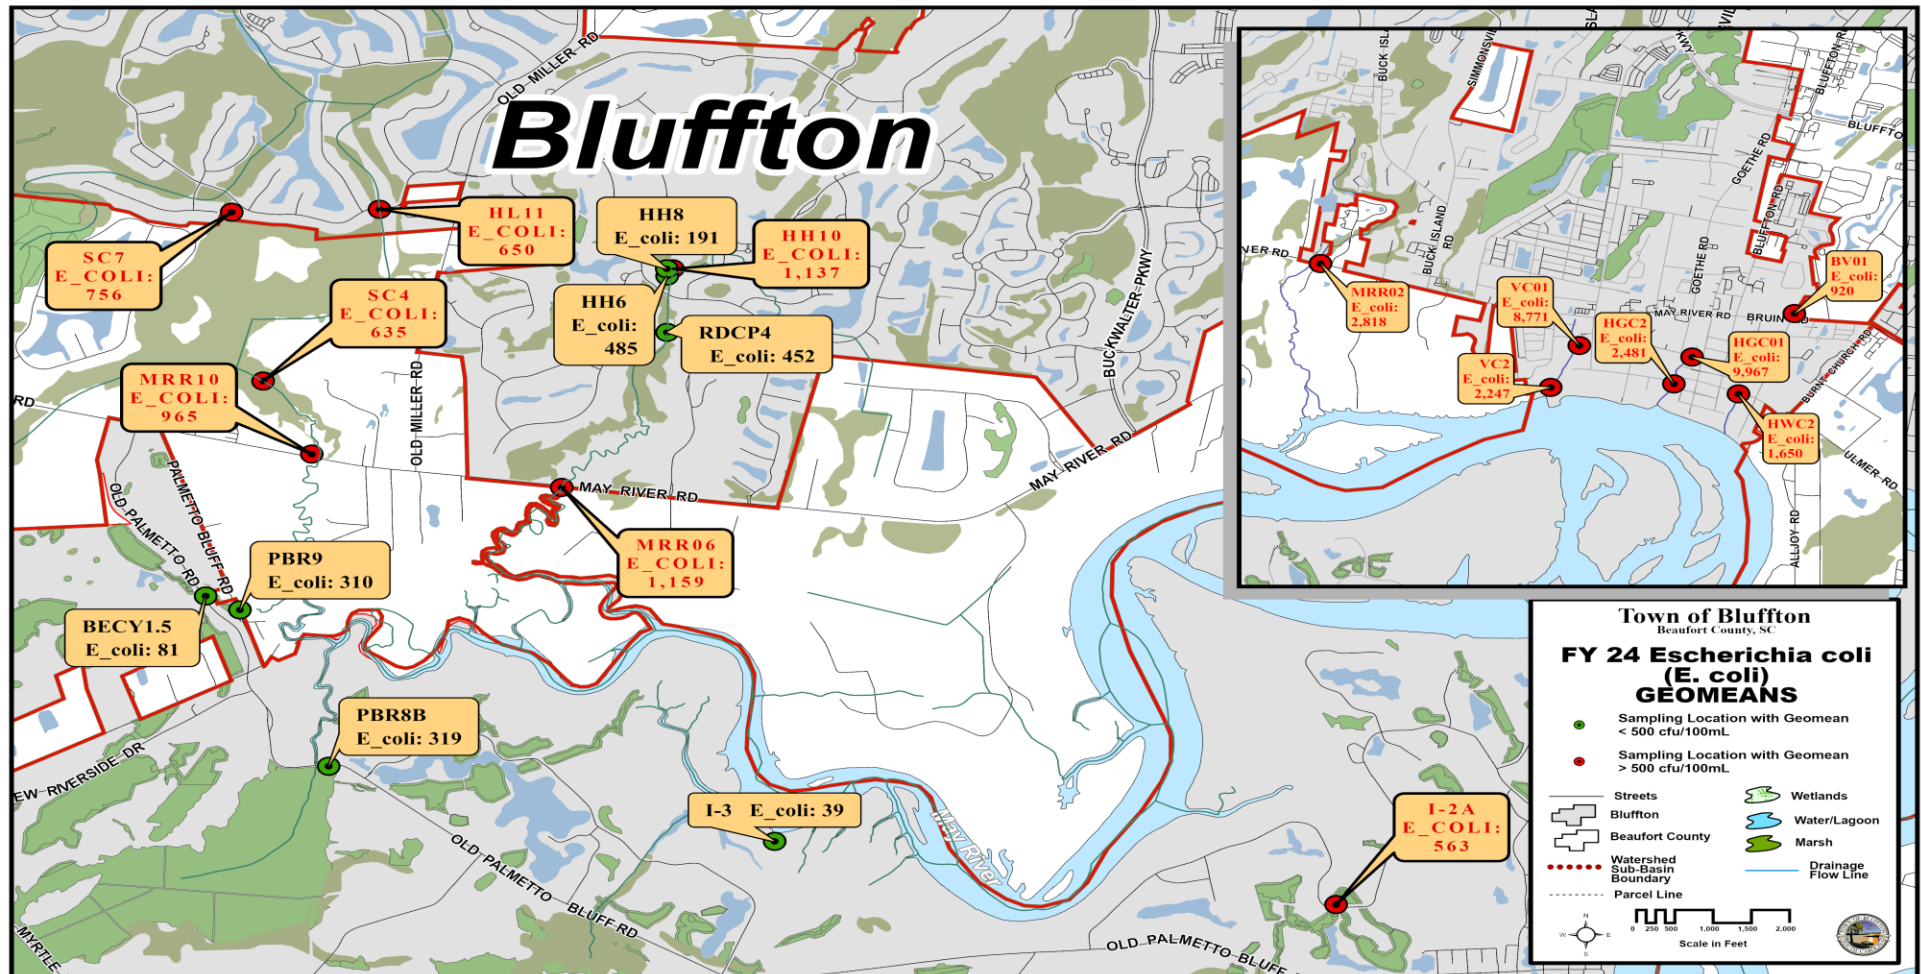 Bluffton
OLD MILLER RD
HL11
E_COLI:
650
HH8
E_coli: 191
HH10
E_COLI:
1,137
SC7
E_COLI:
756
SC4
E_COLI:
635
HH6
E_coli:
485
RDCP4
E_coli: 452
MRR10
E_COLI:
965
BUCKWALTER PKWY
OLD MILLER RD
RD
MAY RIVER RD
MAY RIVER RD
PALMETTO BLUFF RD
OLD PALMETTO RD
MRR06
E_COLI:
1,159
PBR9
E_coli: 310
BECY1.5
E_coli: 81
PBR8B
E_coli: 319
EW RIVERSIDE DR
I-3 E_coli: 39
I-2A
E_COLI:
563
May River
OLD PALMETTO BLUFF RD
OLD PALMETTO BLUFF
MYRTLE
BUCK ISL
SIMMONSVIL
PKWY
BLUFFTON R
BLUFFTO
GOETHE RD
BLUFFTON RD
BUCK ISLAND
RD
GOETHE RD
VER RD
MRR02
E_coli:
2,818
VC01
E_coli:
8,771
BV01
E_coli:
920
MAY RIVER RD
BRUIN RD
HGC2
E_coli:
2,481
HGC01
E_coli:
9,967
VC2
E_coli:
2,247
BURNT CHURCH RD
HWC2
E_coli:
1,650
ULMER RD
ALLJOY RD
Town of Bluffton
Beaufort County, SC
FY 24 Escherichia coli
(E. coli)
GEOMEANS
Sampling Location with Geomean
< 500 cfu/100mL
Sampling Location with Geomean
> 500 cfu/100mL
Streets
Bluffton
Beaufort County
Watershed
Sub-Basin
Boundary
Parcel Line
Wetlands
Water/Lagoon
Marsh
Drainage
Flow Line
N
W E
S
0 250 500 1,000 1,500 2,000
Scale in Feet